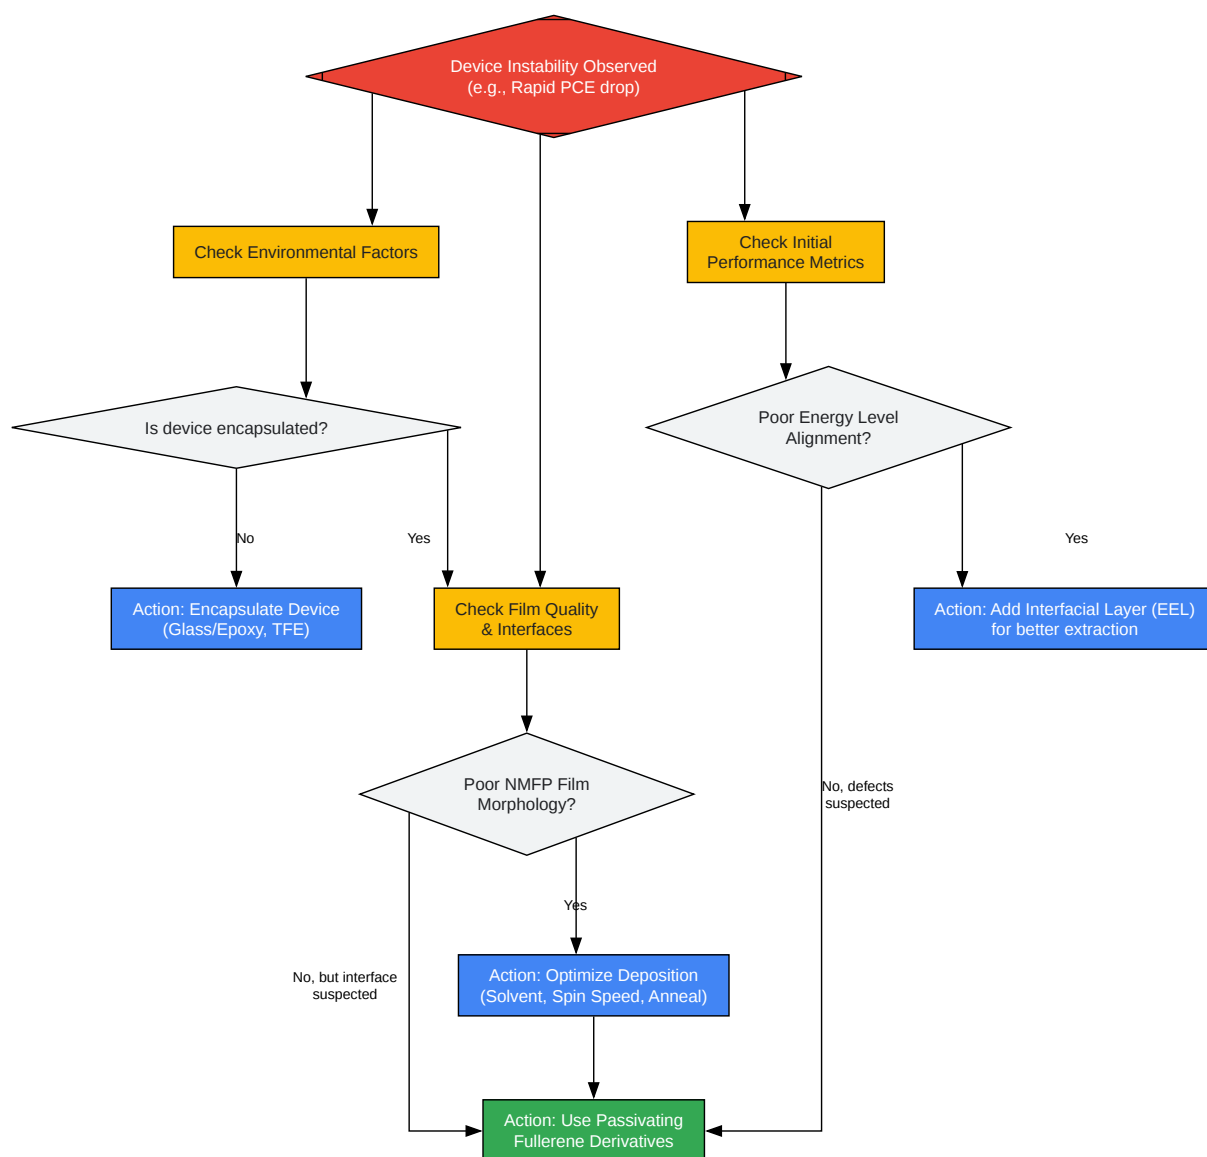 Device Instability Observed
(e.g., Rapid PCE drop)
Check Environmental Factors
Check Initial
Performance Metrics
Is device encapsulated?
Poor Energy Level
Alignment?
No
Yes
Yes
Action: Encapsulate Device
(Glass/Epoxy, TFE)
Check Film Quality
& Interfaces
Action: Add Interfacial Layer (EEL)
for better extraction
Poor NMFP Film
Morphology?
No, defects
suspected
Yes
No, but interface
suspected
Action: Optimize Deposition
(Solvent, Spin Speed, Anneal)
Action: Use Passivating
Fullerene Derivatives